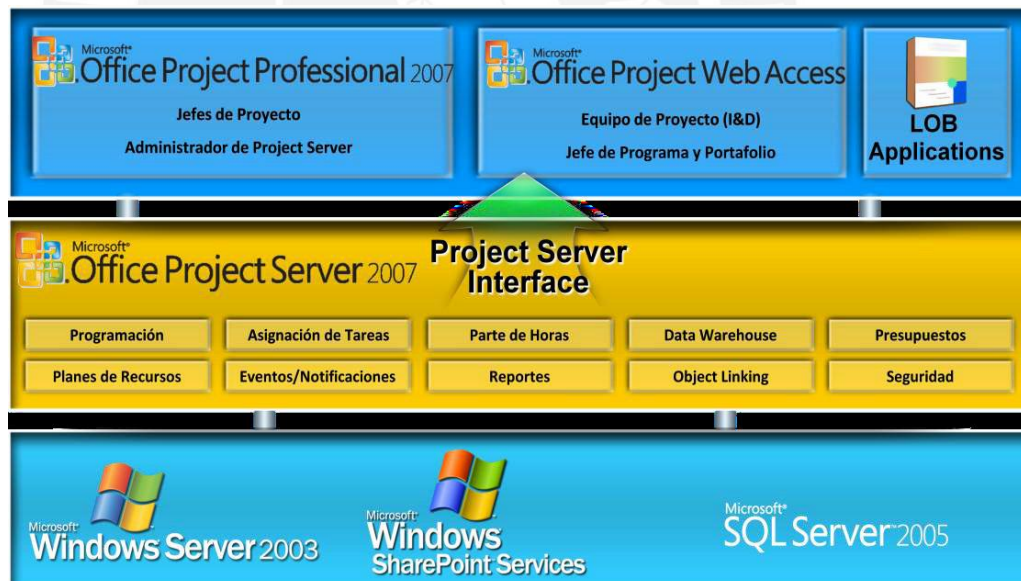 Microsoft®
Office Project Professional 2007
Jefes de Proyecto
Administrador de Project Server
Microsoft®
Office Project Web Access
Equipo de Proyecto (I&D)
Jefe de Programa y Portafolio
LOB
Applications
Microsoft®
Office Project Server 2007
Project Server
Interface
Programación
Asignación de Tareas
Parte de Horas
Data Warehouse
Presupuestos
Planes de Recursos
Eventos/Notificaciones
Reportes
Object Linking
Seguridad
Microsoft®
Windows Server 2003
Microsoft®
Windows
SharePoint Services
Microsoft®
SQL Server 2005